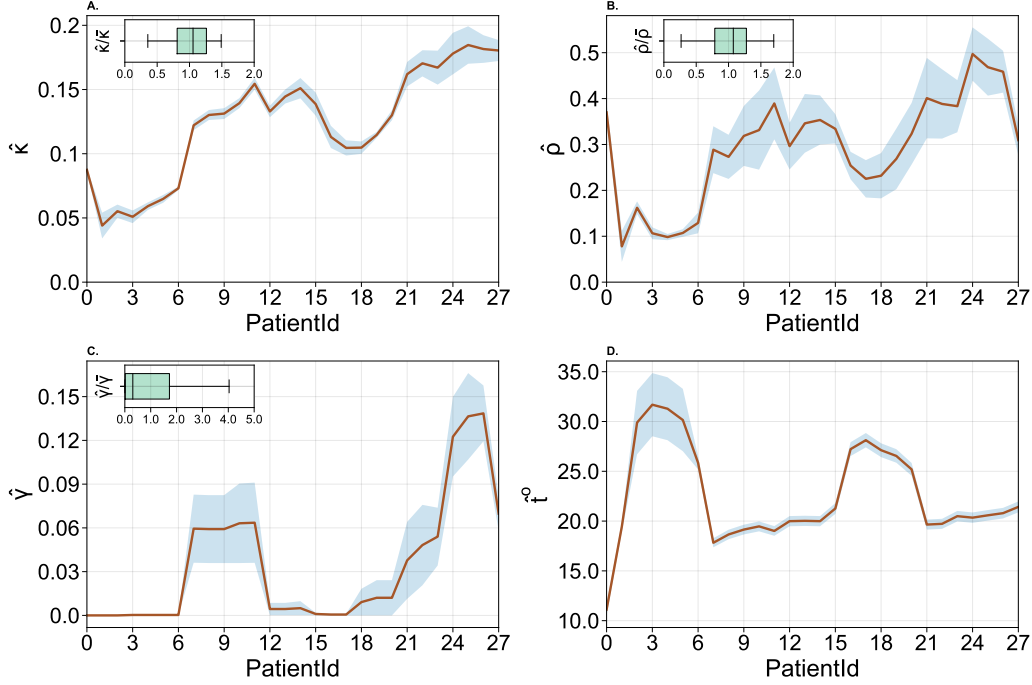 A.
κ̂/κ̄
0.0 0.5 1.0 1.5 2.0
κ̂
0.2
0.15
0.1
0.05
0.0
0 3 6 9 12 15 18 21 24 27
PatientId
B.
ρ̂/ρ̄
0.0 0.5 1.0 1.5 2.0
ρ̂
0.5
0.4
0.3
0.2
0.1
0.0
0 3 6 9 12 15 18 21 24 27
PatientId
C.
γ̂/γ̄
0.0 1.0 2.0 3.0 4.0 5.0
γ̂
0.15
0.12
0.09
0.06
0.03
0.0
0 3 6 9 12 15 18 21 24 27
PatientId
D.
t̂ᵒ
35.0
30.0
25.0
20.0
15.0
10.0
0 3 6 9 12 15 18 21 24 27
PatientId